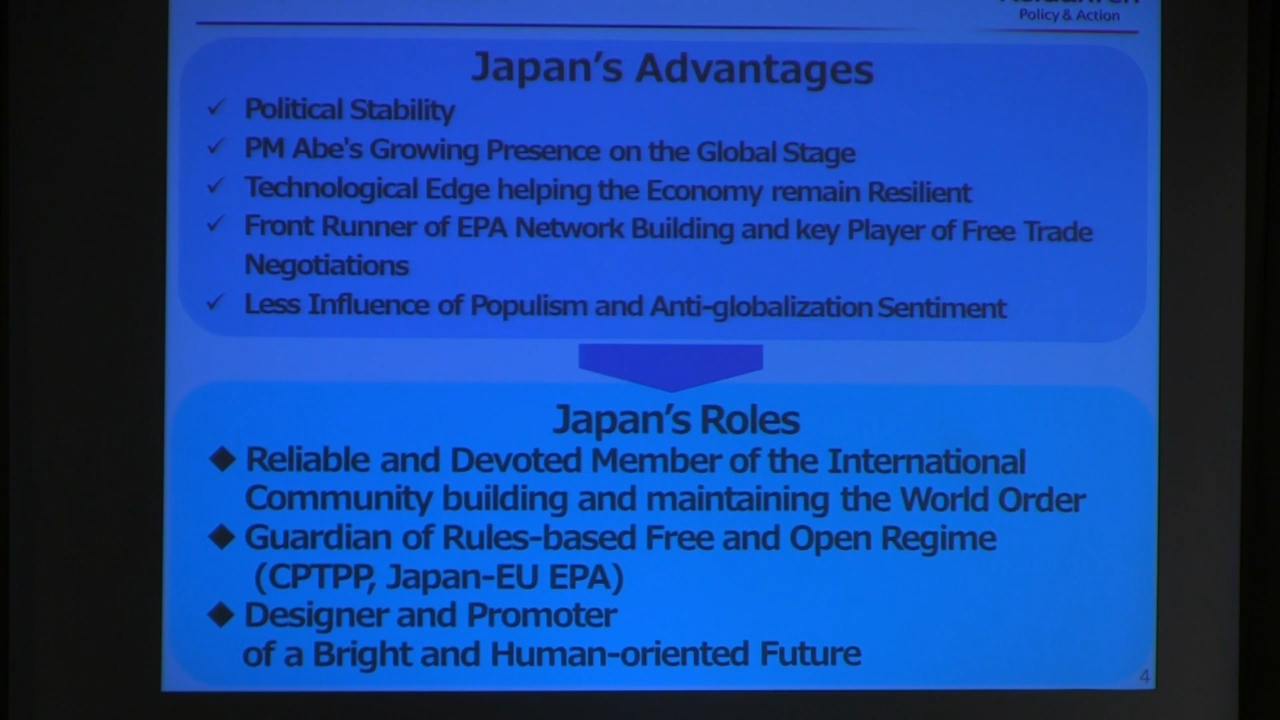 Policy & Action
Japan's Advantages
✓ Political Stability
✓ PM Abe's Growing Presence on the Global Stage
✓ Technological Edge helping the Economy remain Resilient
✓ Front Runner of EPA Network Building and key Player of Free Trade
Negotiations
✓ Less Influence of Populism and Anti-globalization Sentiment
Japan's Roles
◆ Reliable and Devoted Member of the International
Community building and maintaining the World Order
◆ Guardian of Rules-based Free and Open Regime
(CPTPP, Japan-EU EPA)
◆ Designer and Promoter
of a Bright and Human-oriented Future
4